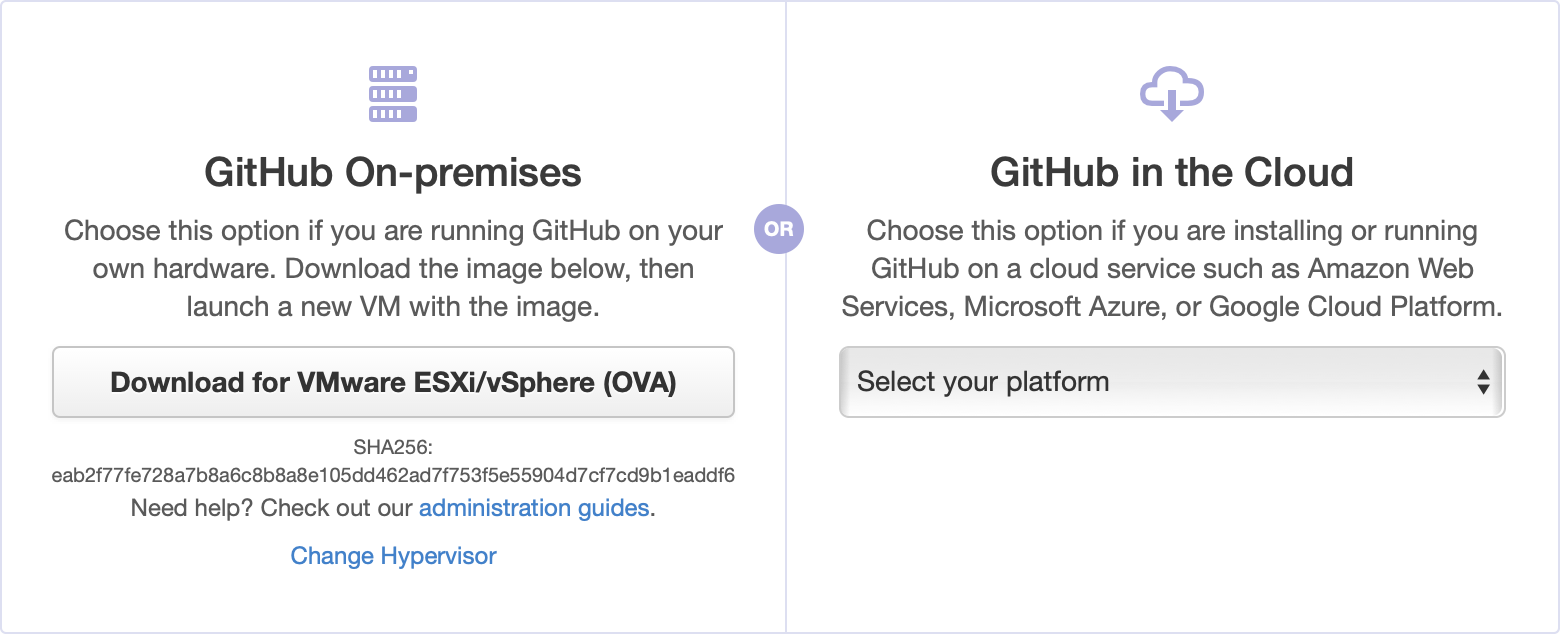 GitHub On-premises
Choose this option if you are running GitHub on your
own hardware. Download the image below, then
launch a new VM with the image.
Download for VMware ESXi/vSphere (OVA)
SHA256:
eab2f77fe728a7b8a6c8b8a8e105dd462ad7f753f5e55904d7cf7cd9b1eaddf6
Need help? Check out our administration guides.
Change Hypervisor
OR
GitHub in the Cloud
Choose this option if you are installing or running
GitHub on a cloud service such as Amazon Web
Services, Microsoft Azure, or Google Cloud Platform.
Select your platform